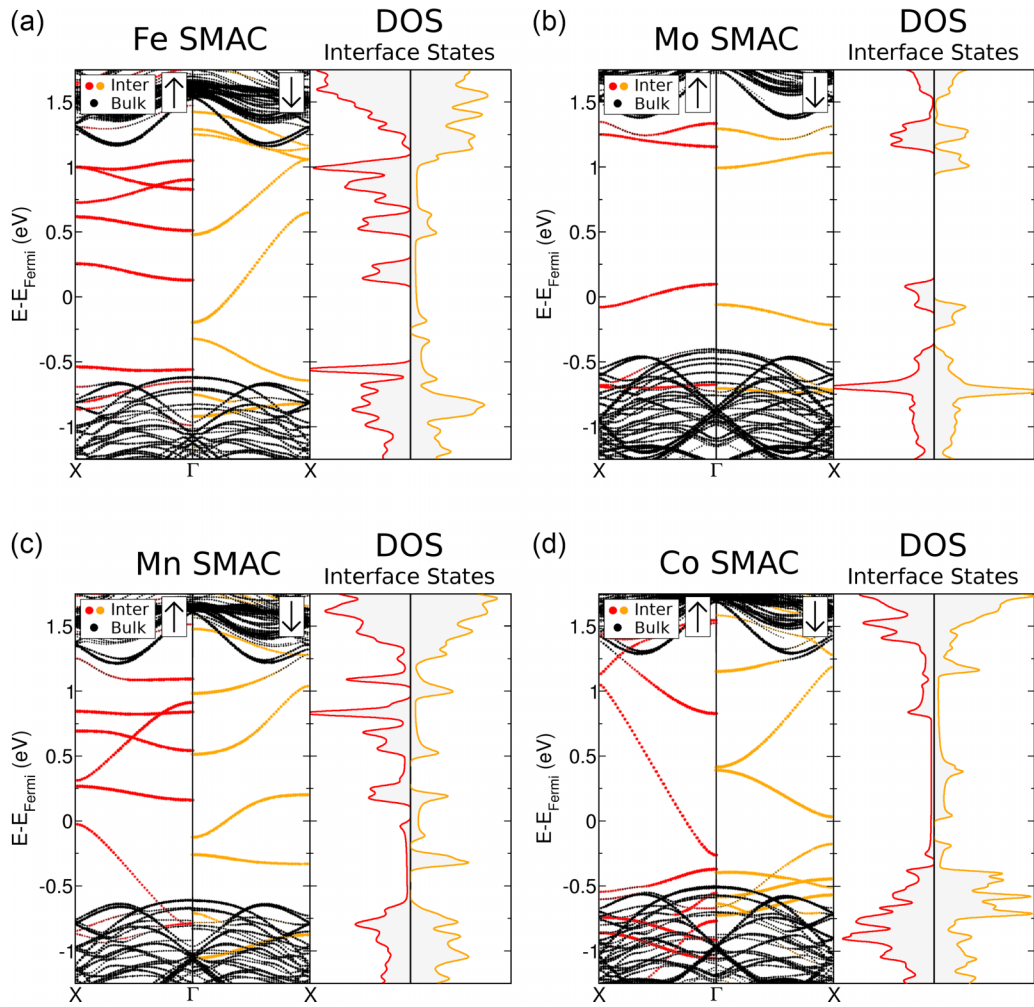 (a)
Fe SMAC
DOS
Interface States
Inter
Bulk
↑
↓
E-E_Fermi (eV)
1.5
1
0.5
0
-0.5
-1
X
Γ
X
(b)
Mo SMAC
DOS
Interface States
Inter
Bulk
↑
↓
E-E_Fermi (eV)
1.5
1
0.5
0
-0.5
-1
X
Γ
X
(c)
Mn SMAC
DOS
Interface States
Inter
Bulk
↑
↓
E-E_Fermi (eV)
1.5
1
0.5
0
-0.5
-1
X
Γ
X
(d)
Co SMAC
DOS
Interface States
Inter
Bulk
↑
↓
E-E_Fermi (eV)
1.5
1
0.5
0
-0.5
-1
X
Γ
X